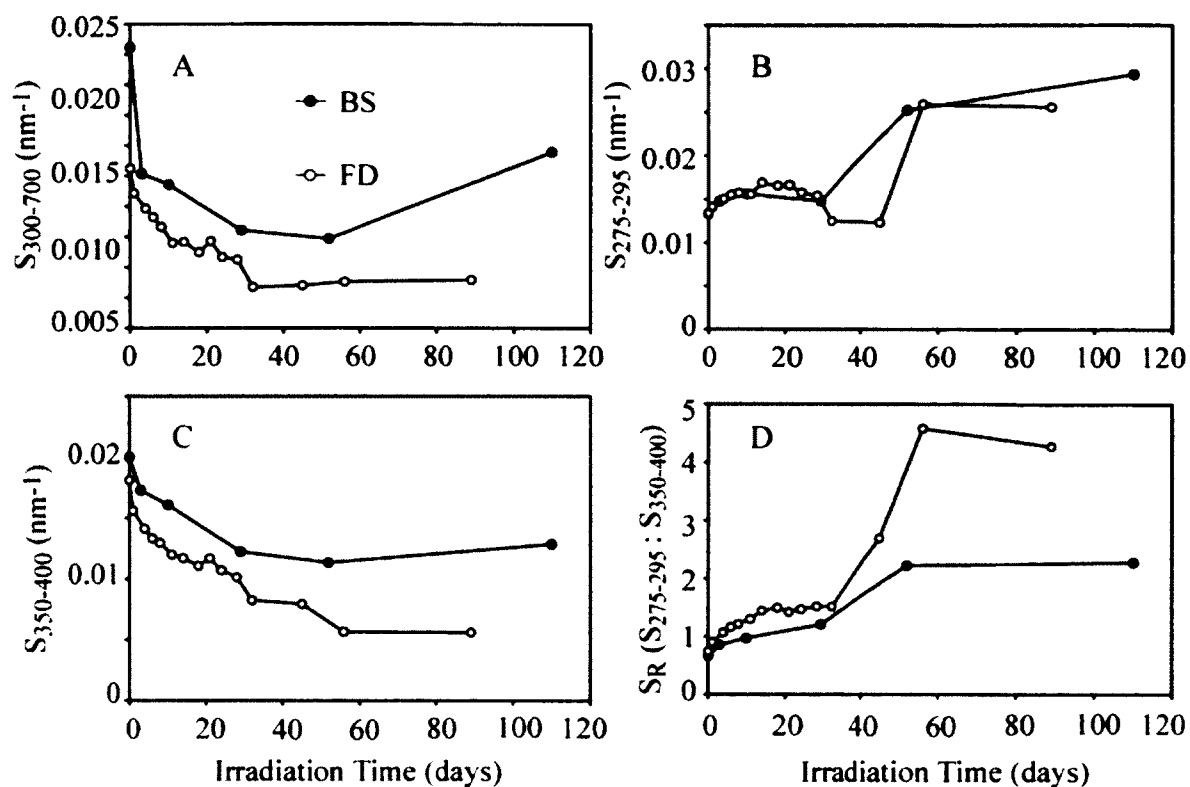 A
BS
FD
S300-700 (nm-1)
0.025
0.020
0.015
0.010
0.005
0 20 40 60 80 100 120
B
S275-295 (nm-1)
0.03
0.02
0.01
0
0 20 40 60 80 100 120
C
S350-400 (nm-1)
0.02
0.01
0
0 20 40 60 80 100 120
Irradiation Time (days)
D
SR (S275-295 : S350-400)
5
4
3
2
1
0
0 20 40 60 80 100 120
Irradiation Time (days)